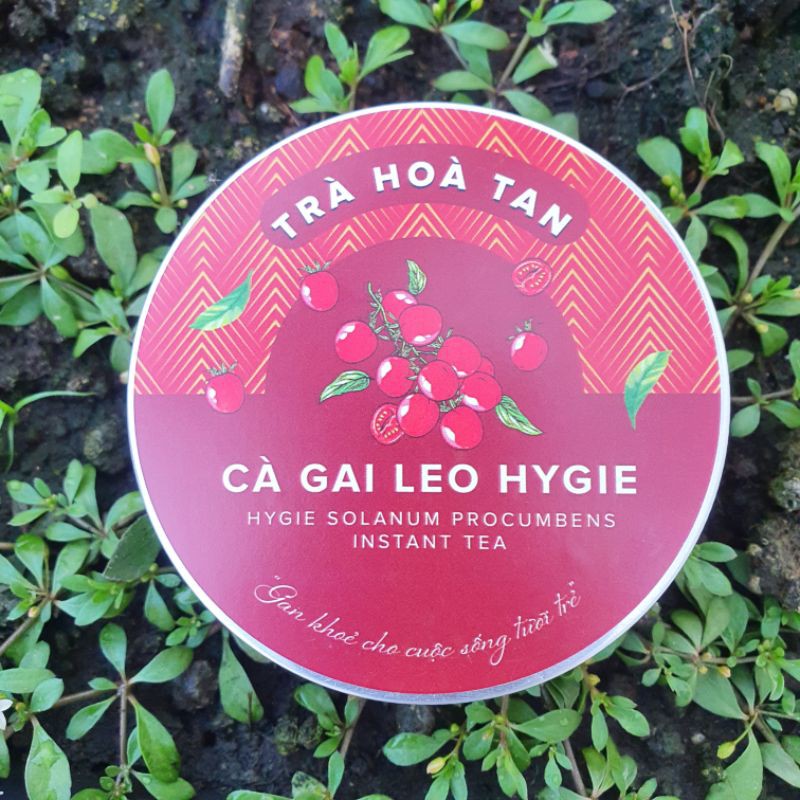 TRÀ HOÀ TAN
CÀ GAI LEO HYGIE
HYGIE SOLANUM PROCUMBENS
INSTANT TEA
"Gan khoẻ cho cuộc sống tươi trẻ"